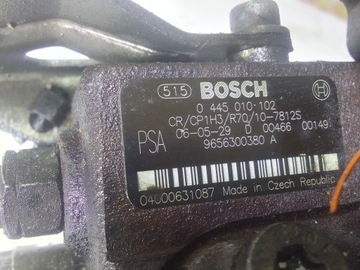 515 BOSCH
0 445 010 102
CR/CP1H3/R70/10-7812S
PSA 06-05-29 D 00466 00149
9656300380 A
04000631087 Made in Czech Republic